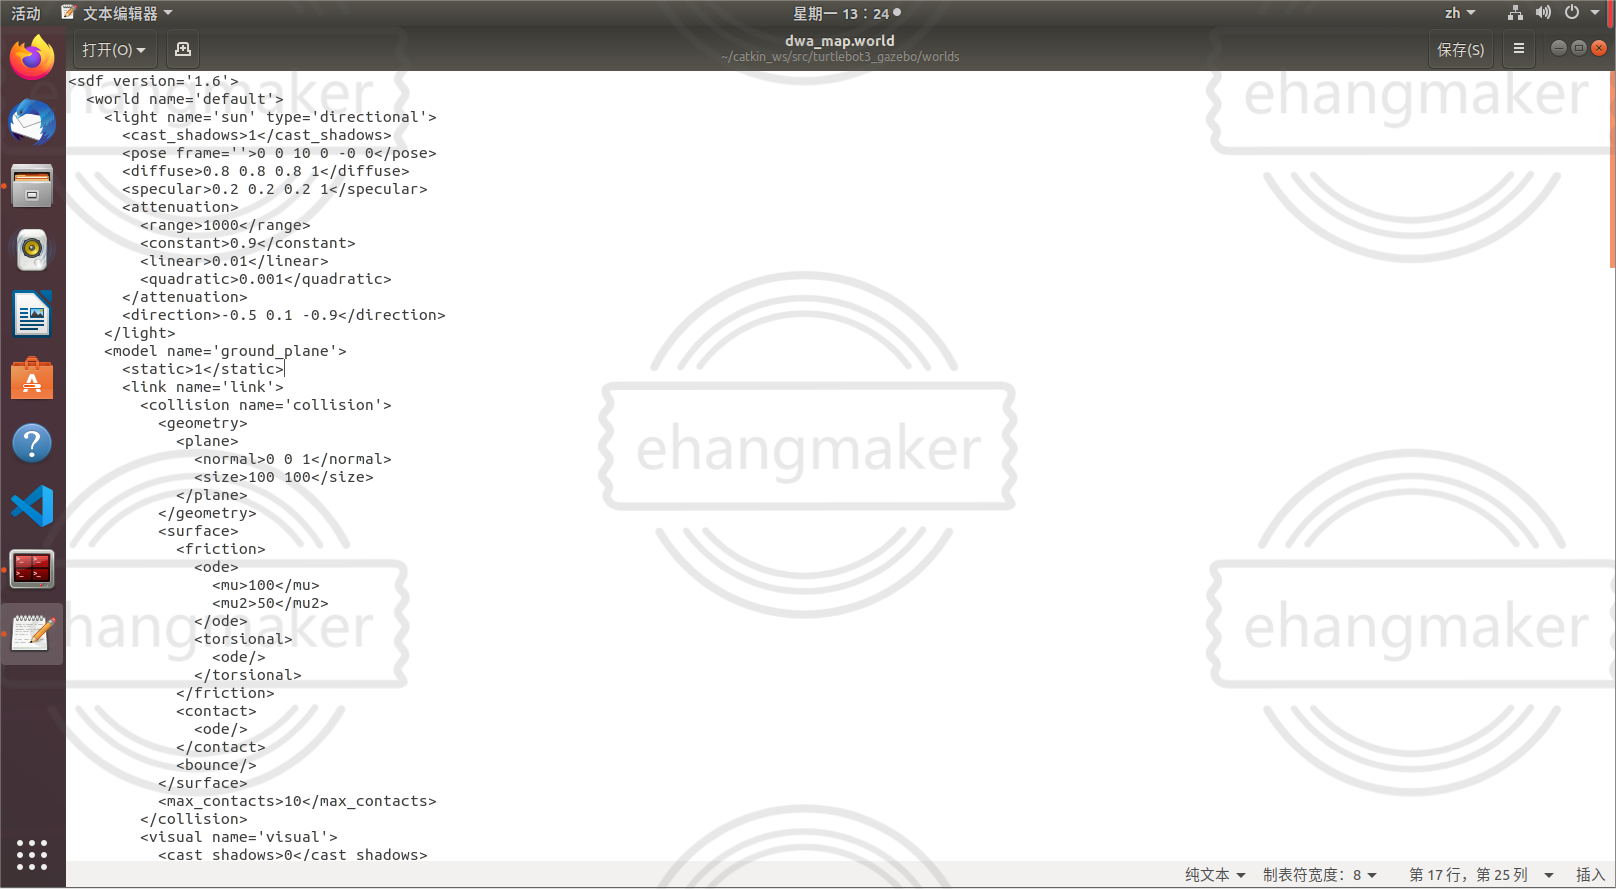 活动 文本编辑器 星期一 13：24 zh
打开(O) dwa_map.world 保存(S)
~/catkin_ws/src/turtlebot3_gazebo/worlds
<sdf version='1.6'>
<world name='default'>
<light name='sun' type='directional'>
<cast_shadows>1</cast_shadows>
<pose frame=''>0 0 10 0 -0 0</pose>
<diffuse>0.8 0.8 0.8 1</diffuse>
<specular>0.2 0.2 0.2 1</specular>
<attenuation>
<range>1000</range>
<constant>0.9</constant>
<linear>0.01</linear>
<quadratic>0.001</quadratic>
</attenuation>
<direction>-0.5 0.1 -0.9</direction>
</light>
<model name='ground_plane'>
<static>1</static>
<link name='link'>
<collision name='collision'>
<geometry>
<plane>
<normal>0 0 1</normal>
<size>100 100</size>
</plane>
</geometry>
<surface>
<friction>
<ode>
<mu>100</mu>
<mu2>50</mu2>
</ode>
<torsional>
<ode/>
</torsional>
</friction>
<contact>
<ode/>
</contact>
<bounce/>
</surface>
<max_contacts>10</max_contacts>
</collision>
<visual name='visual'>
<cast_shadows>0</cast_shadows>
纯文本 制表符宽度：8 第 17 行，第 25 列 插入
ehangmaker
ehangmaker
ehangmaker
ehangmaker
ehangmaker